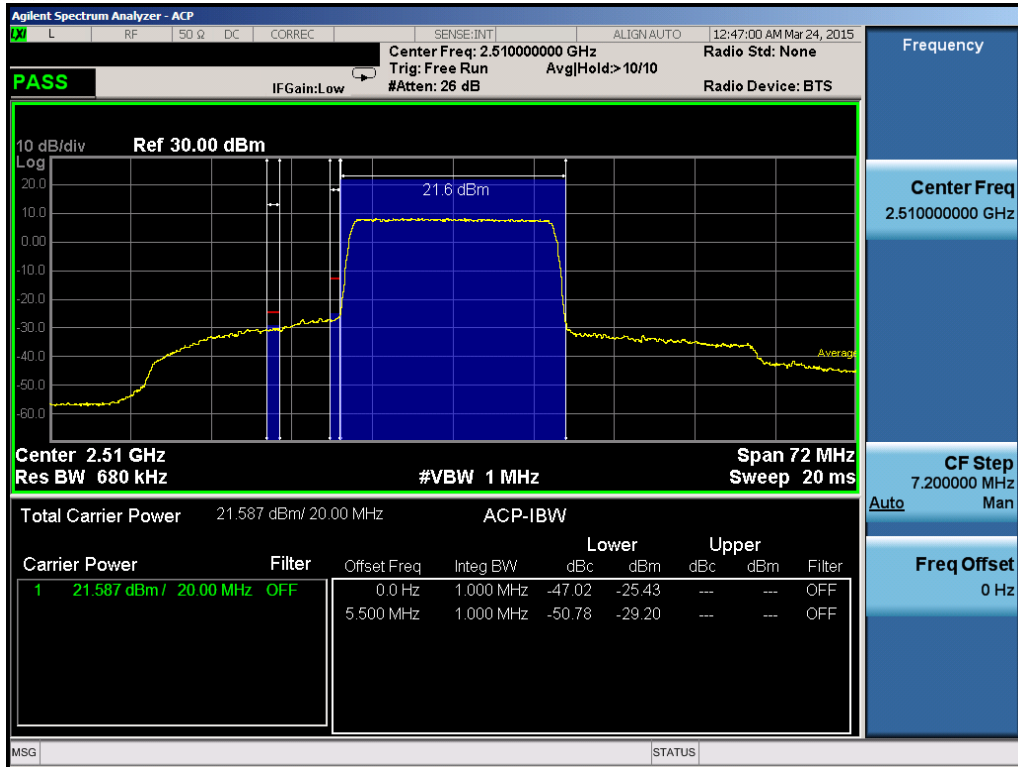 Agilent Spectrum Analyzer - ACP
LXI L RF 50 Ω DC CORREC SENSE:INT ALIGN AUTO 12:47:00 AM Mar 24, 2015
Center Freq: 2.510000000 GHz Radio Std: None
Trig: Free Run Avg|Hold:> 10/10
PASS IFGain:Low #Atten: 26 dB Radio Device: BTS
10 dB/div Ref 30.00 dBm
Log
20.0
10.0
0.00
-10.0
-20.0
-30.0
-40.0
-50.0
-60.0
21.6 dBm
Average
Center 2.51 GHz Span 72 MHz
Res BW 680 kHz #VBW 1 MHz Sweep 20 ms
Total Carrier Power 21.587 dBm/ 20.00 MHz ACP-IBW
Lower Upper
Carrier Power Filter Offset Freq Integ BW dBc dBm dBc dBm Filter
1 21.587 dBm / 20.00 MHz OFF 0.0 Hz 1.000 MHz -47.02 -25.43 --- --- OFF
5.500 MHz 1.000 MHz -50.78 -29.20 --- --- OFF
MSG STATUS
Frequency
Center Freq
2.510000000 GHz
CF Step
7.200000 MHz
Auto Man
Freq Offset
0 Hz